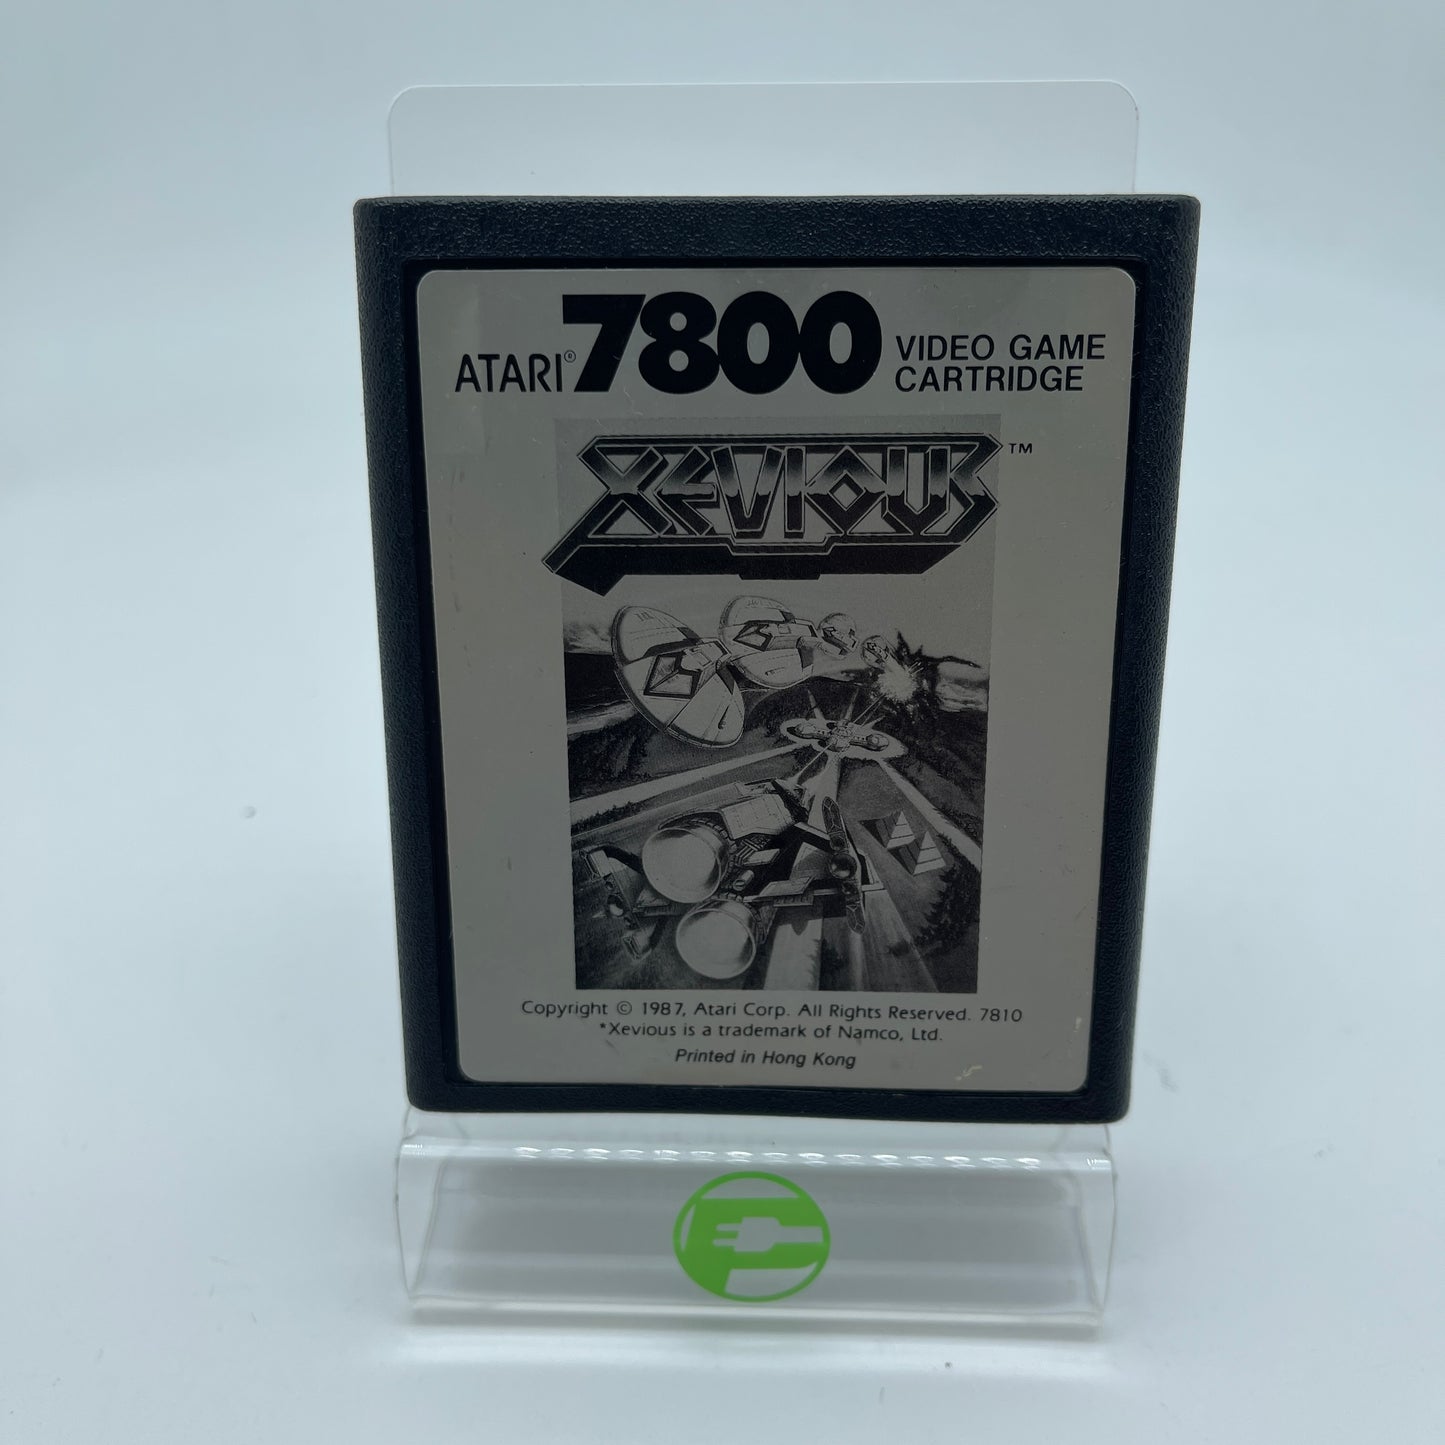 ATARI® 7800 VIDEO GAME
CARTRIDGE
XEVIOUS™
Copyright © 1987, Atari Corp. All Rights Reserved. 7810
*Xevious is a trademark of Namco, Ltd.
Printed in Hong Kong